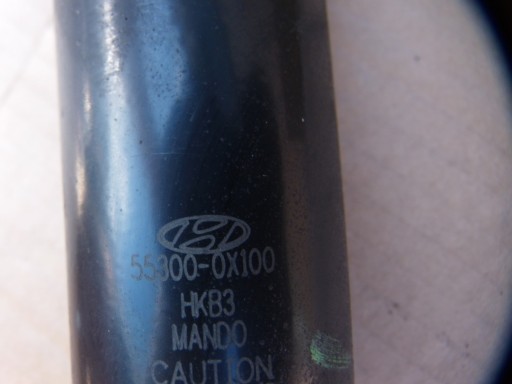 55300-0X100
HKB3
MANDO
CAUTION